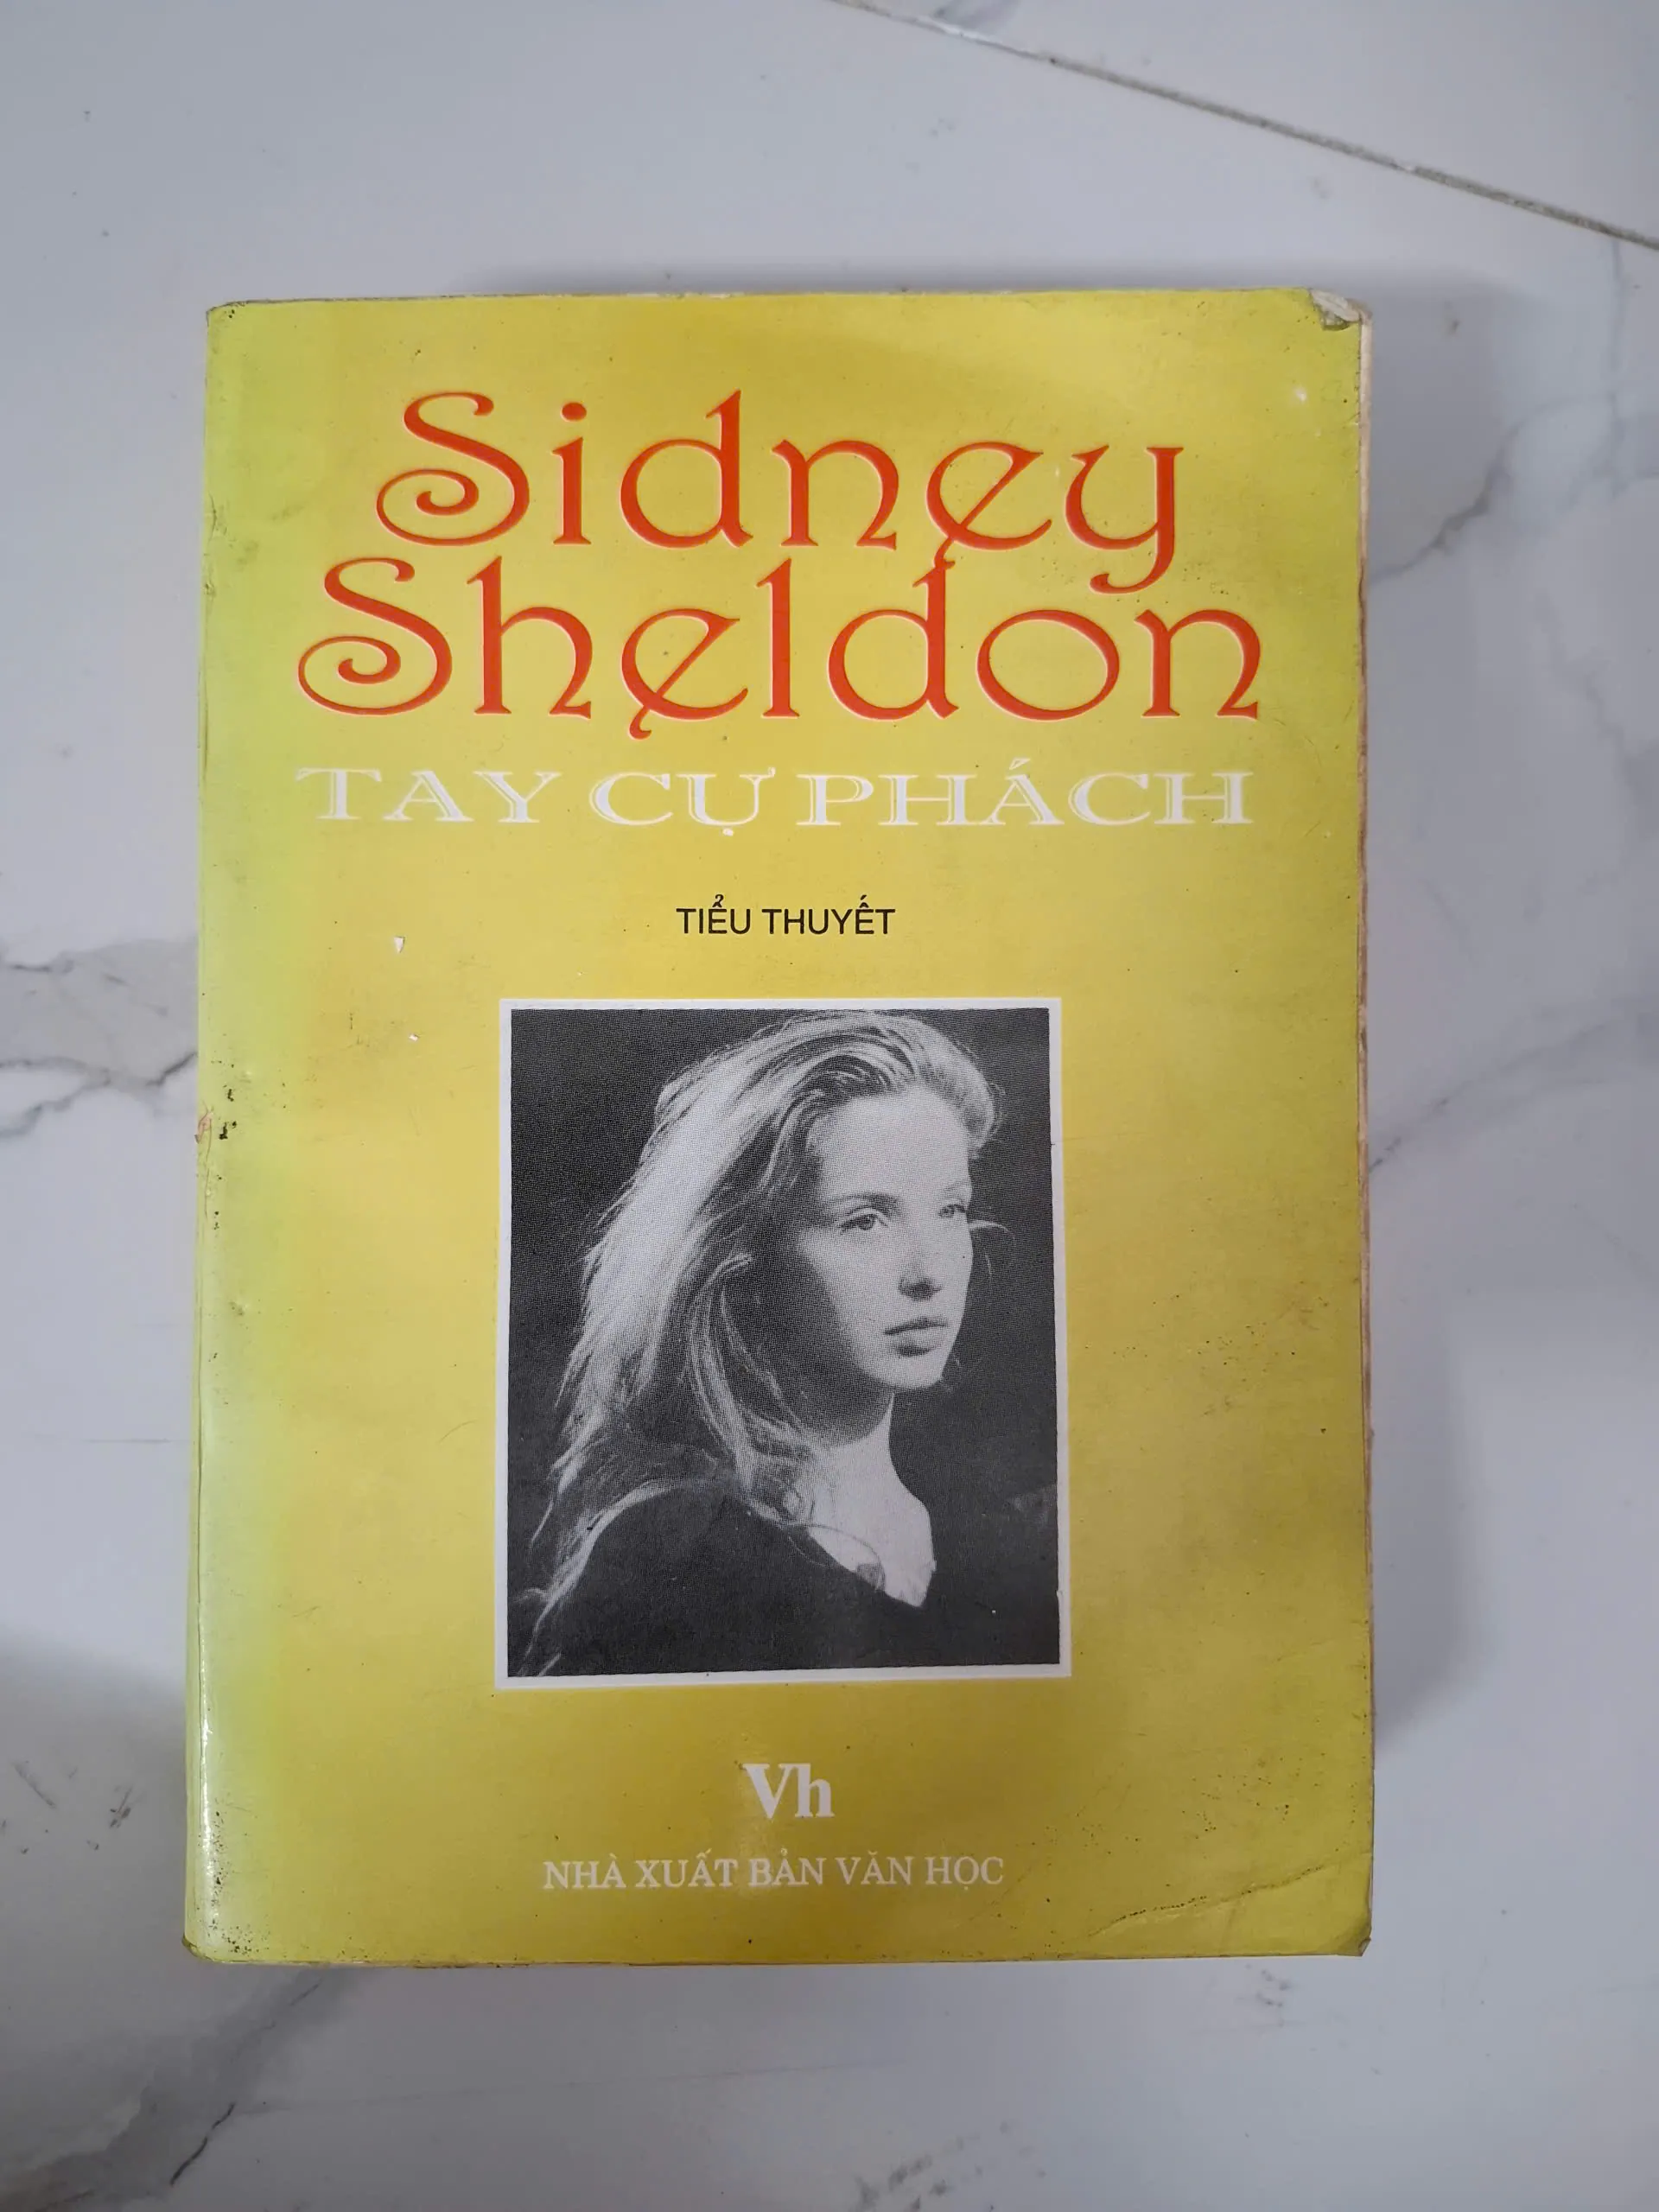 Sidney
Sheldon
TAY CỰ PHÁCH
TIỂU THUYẾT
Vh
NHÀ XUẤT BẢN VĂN HỌC